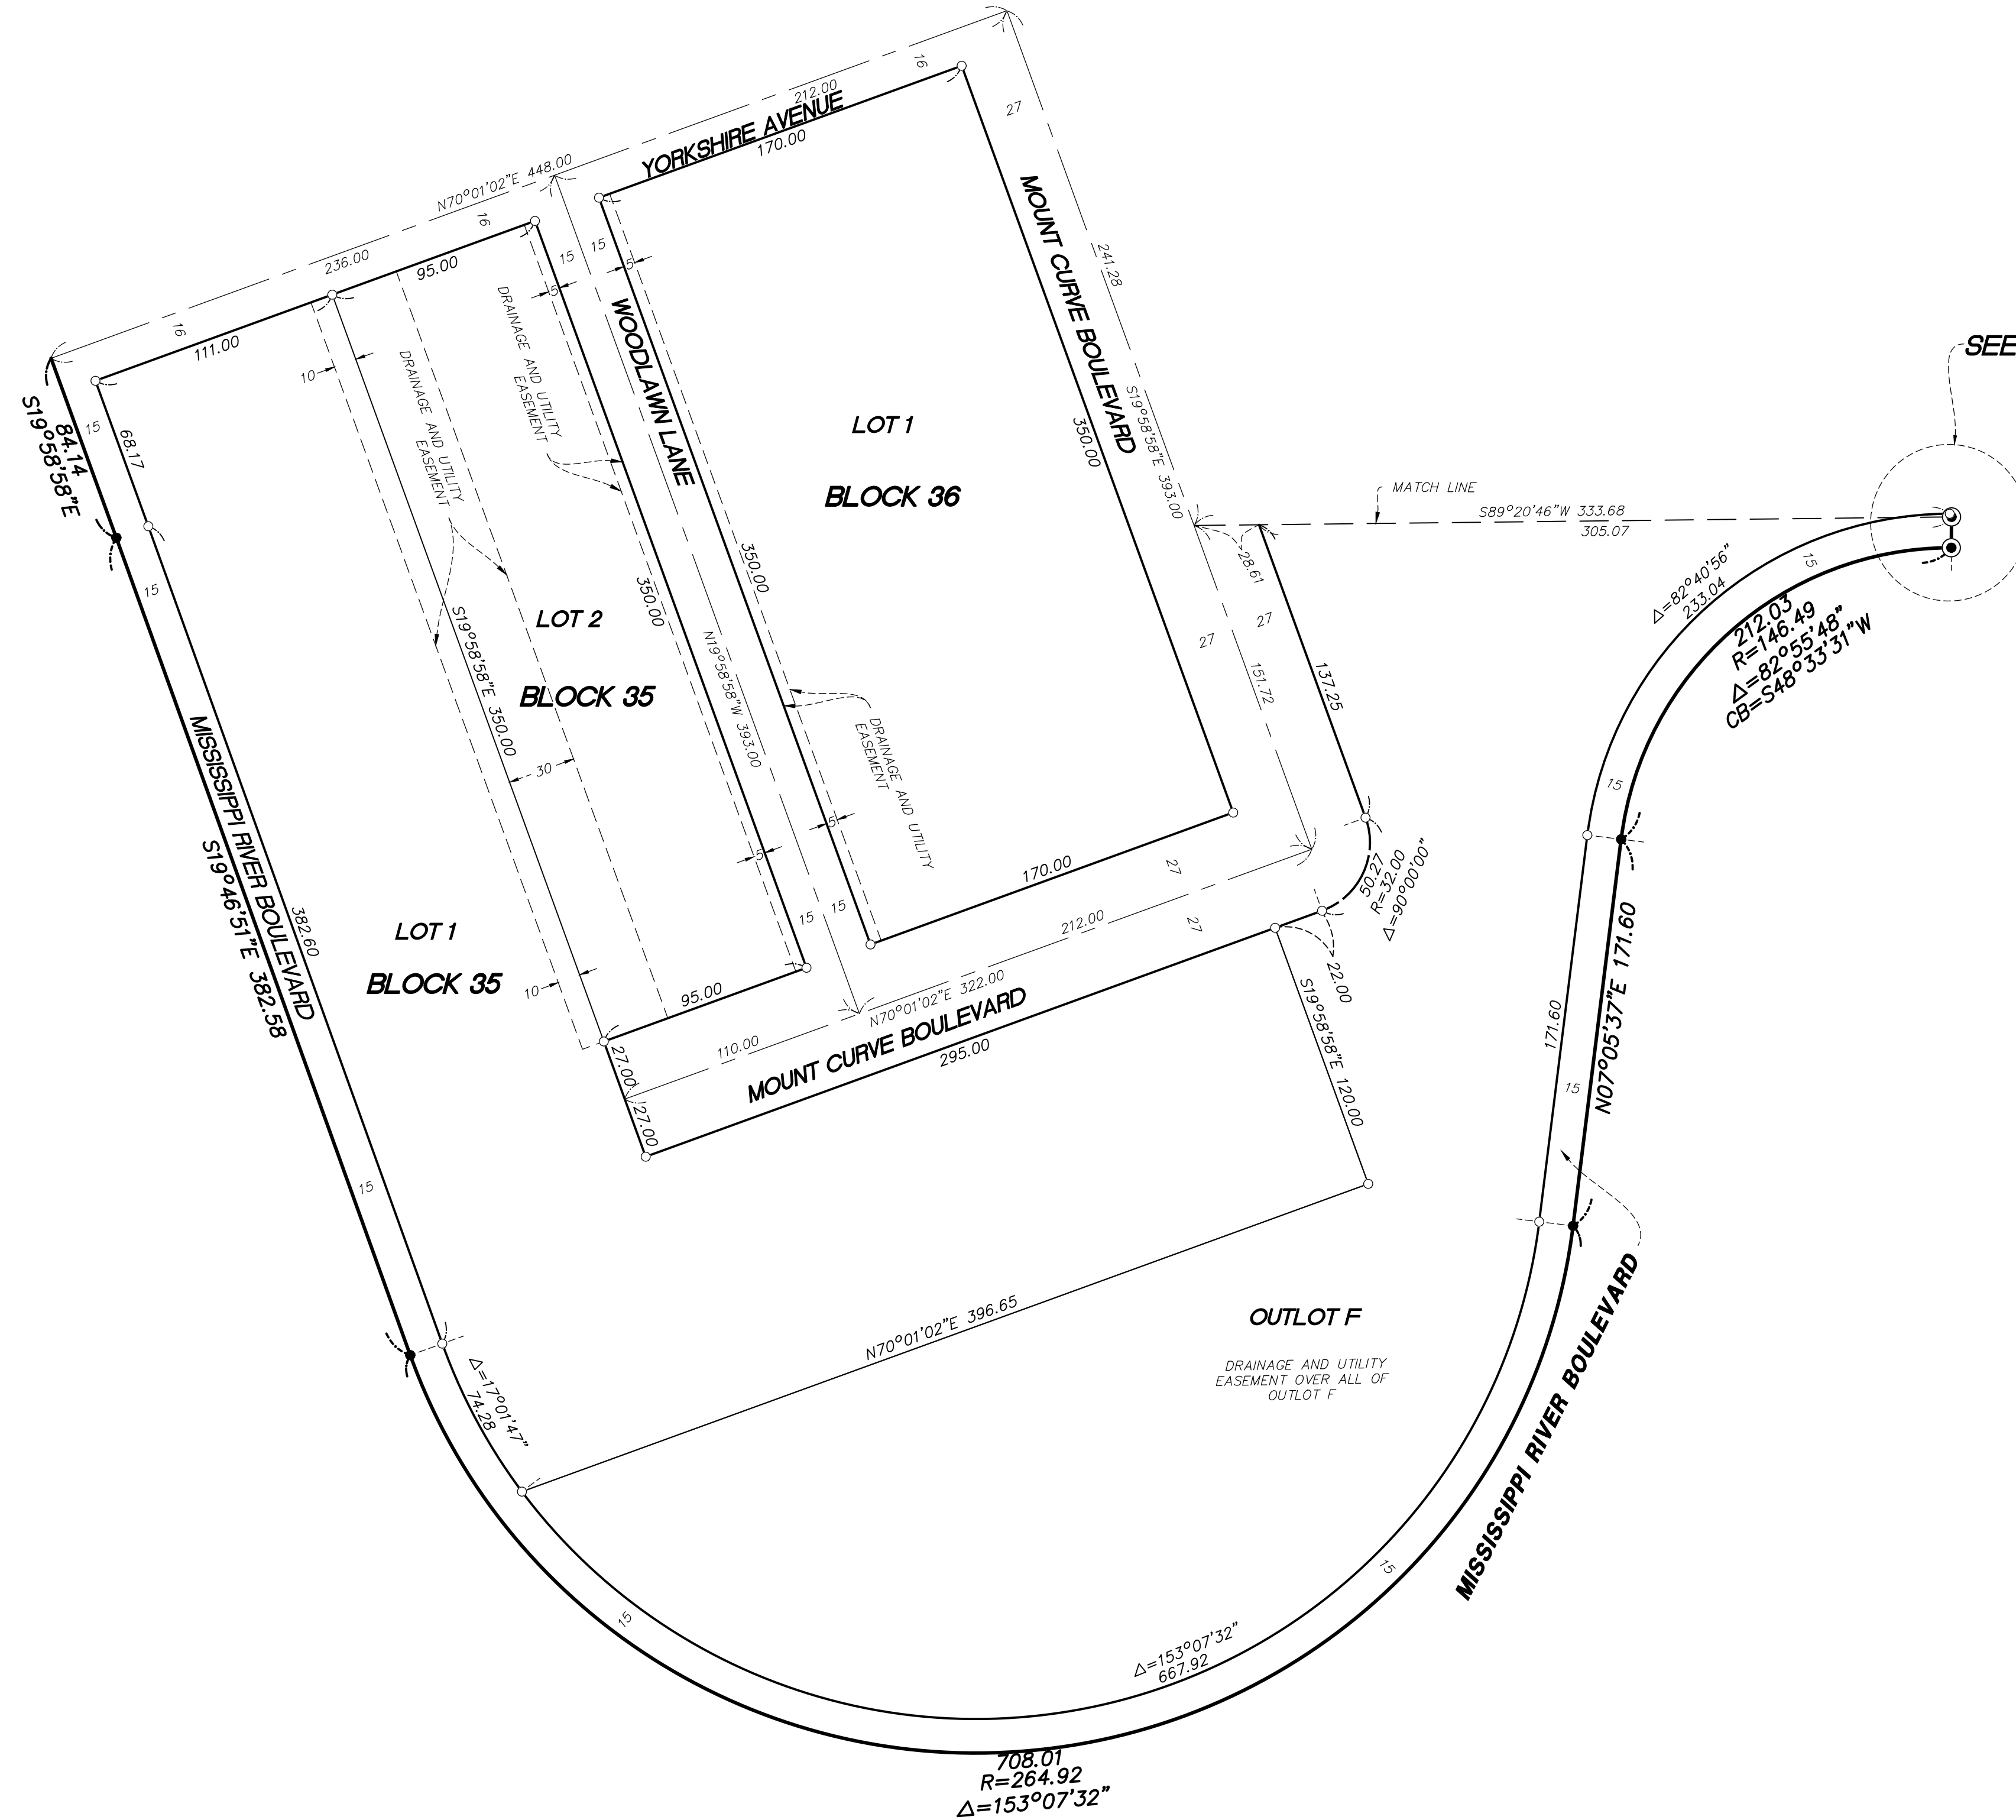 16
212.00
YORKSHIRE AVENUE
170.00
27
N70°01'02"E 448.00
16
236.00
95.00
16
111.00
15
15
5
5
10
DRAINAGE AND UTILITY
EASEMENT
DRAINAGE AND UTILITY
EASEMENT
WOODLAWN LANE
MOUNT CURVE BOULEVARD
241.28
S19°58'58"E 393.00
350.00
LOT 1
BLOCK 36
SEE
MATCH LINE
S89°20'46"W 333.68
305.07
28.61
84.14
S19°58'58"E
15
68.17
15
350.00
350.00
LOT 2
BLOCK 35
S19°58'58"E 350.00
N19°58'58"W 393.00
30
27
27
151.72
137.25
Δ=82°40'56"
233.04
15
212.03
R=146.49
Δ=82°55'48"
CB=S48°33'31"W
15
MISSISSIPPI RIVER BOULEVARD
S19°46'51"E 382.58
382.60
LOT 1
BLOCK 35
DRAINAGE AND UTILITY
EASEMENT
5
5
15
15
10
95.00
170.00
27
212.00
27
50.27
R=32.00
Δ=90°00'00"
22.00
N70°01'02"E 322.00
110.00
MOUNT CURVE BOULEVARD
295.00
27.00
27.00
S19°58'58"E 120.00
171.60
N07°05'37"E 171.60
15
15
N70°01'02"E 396.65
Δ=17°01'47"
74.28
OUTLOT F
DRAINAGE AND UTILITY
EASEMENT OVER ALL OF
OUTLOT F
MISSISSIPPI RIVER BOULEVARD
15
15
Δ=153°07'32"
667.92
708.01
R=264.92
Δ=153°07'32"